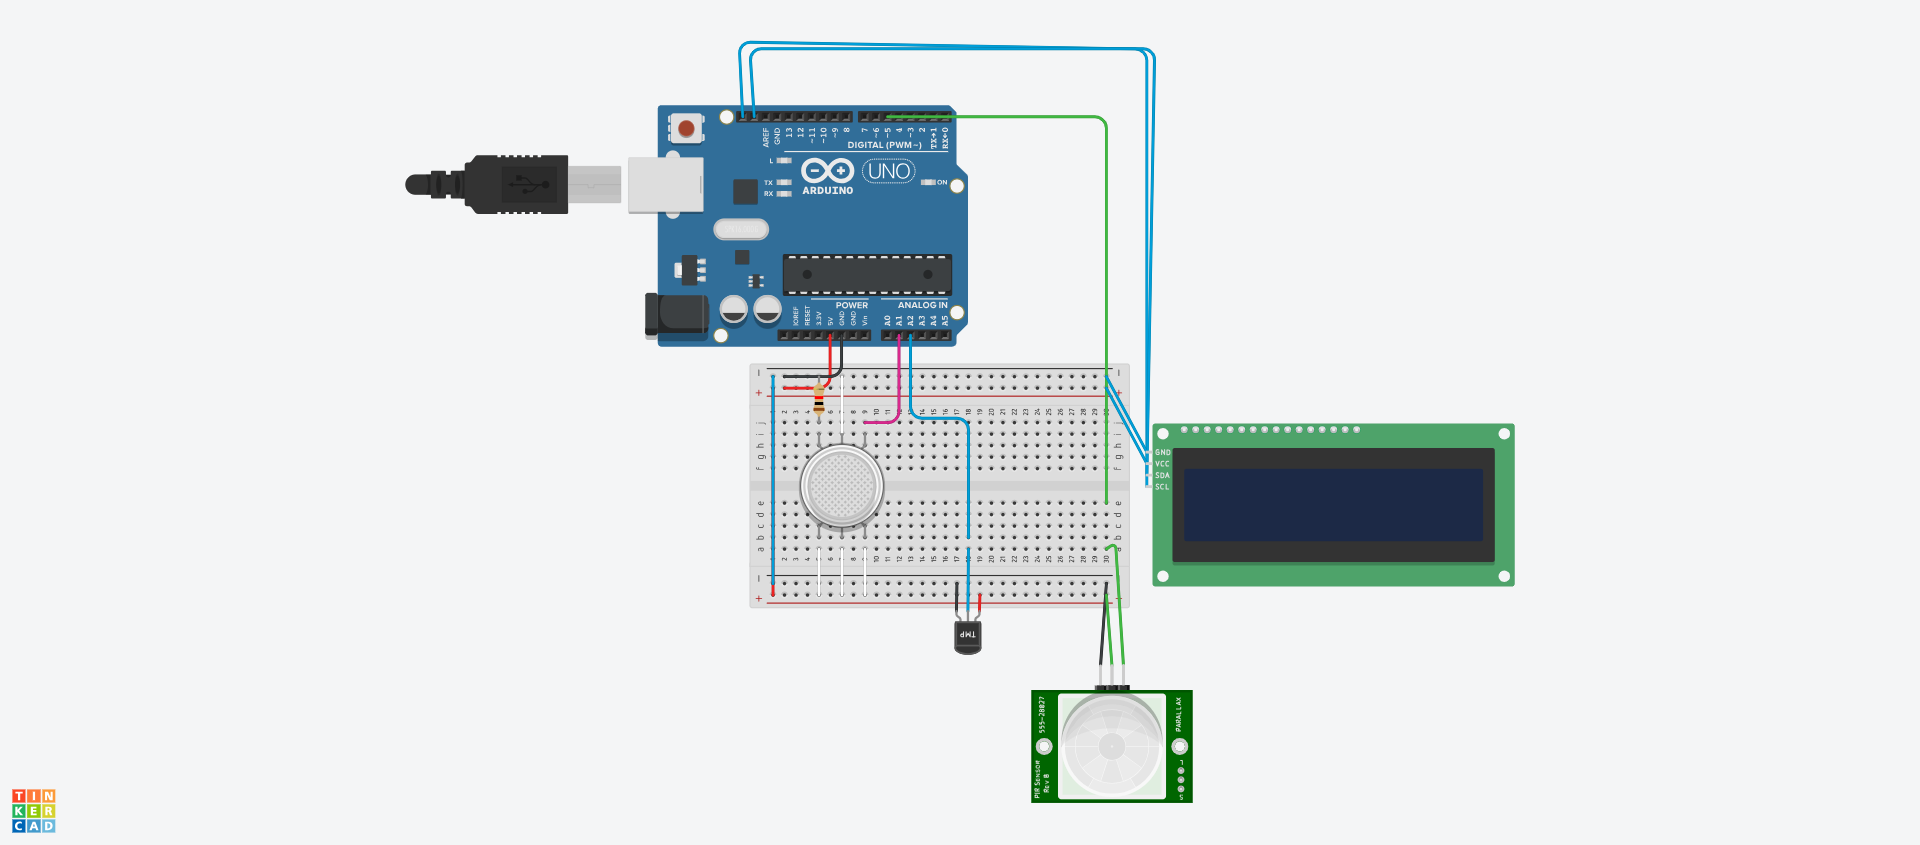 AREF
GND
13
12
~11
~10
~9
8
7
~6
~5
4
~3
2
TX→1
RX←0
DIGITAL (PWM~)
L
TX
RX
ARDUINO
UNO
ON
POWER
ANALOG IN
IOREF
RESET
3.3V
5V
GND
GND
Vin
A0
A1
A2
A3
A4
A5
GND
VCC
SDA
SCL
TMP
555-28027
PIR SENSOR
Rev B
PARALLAX
TIN
KER
CAD